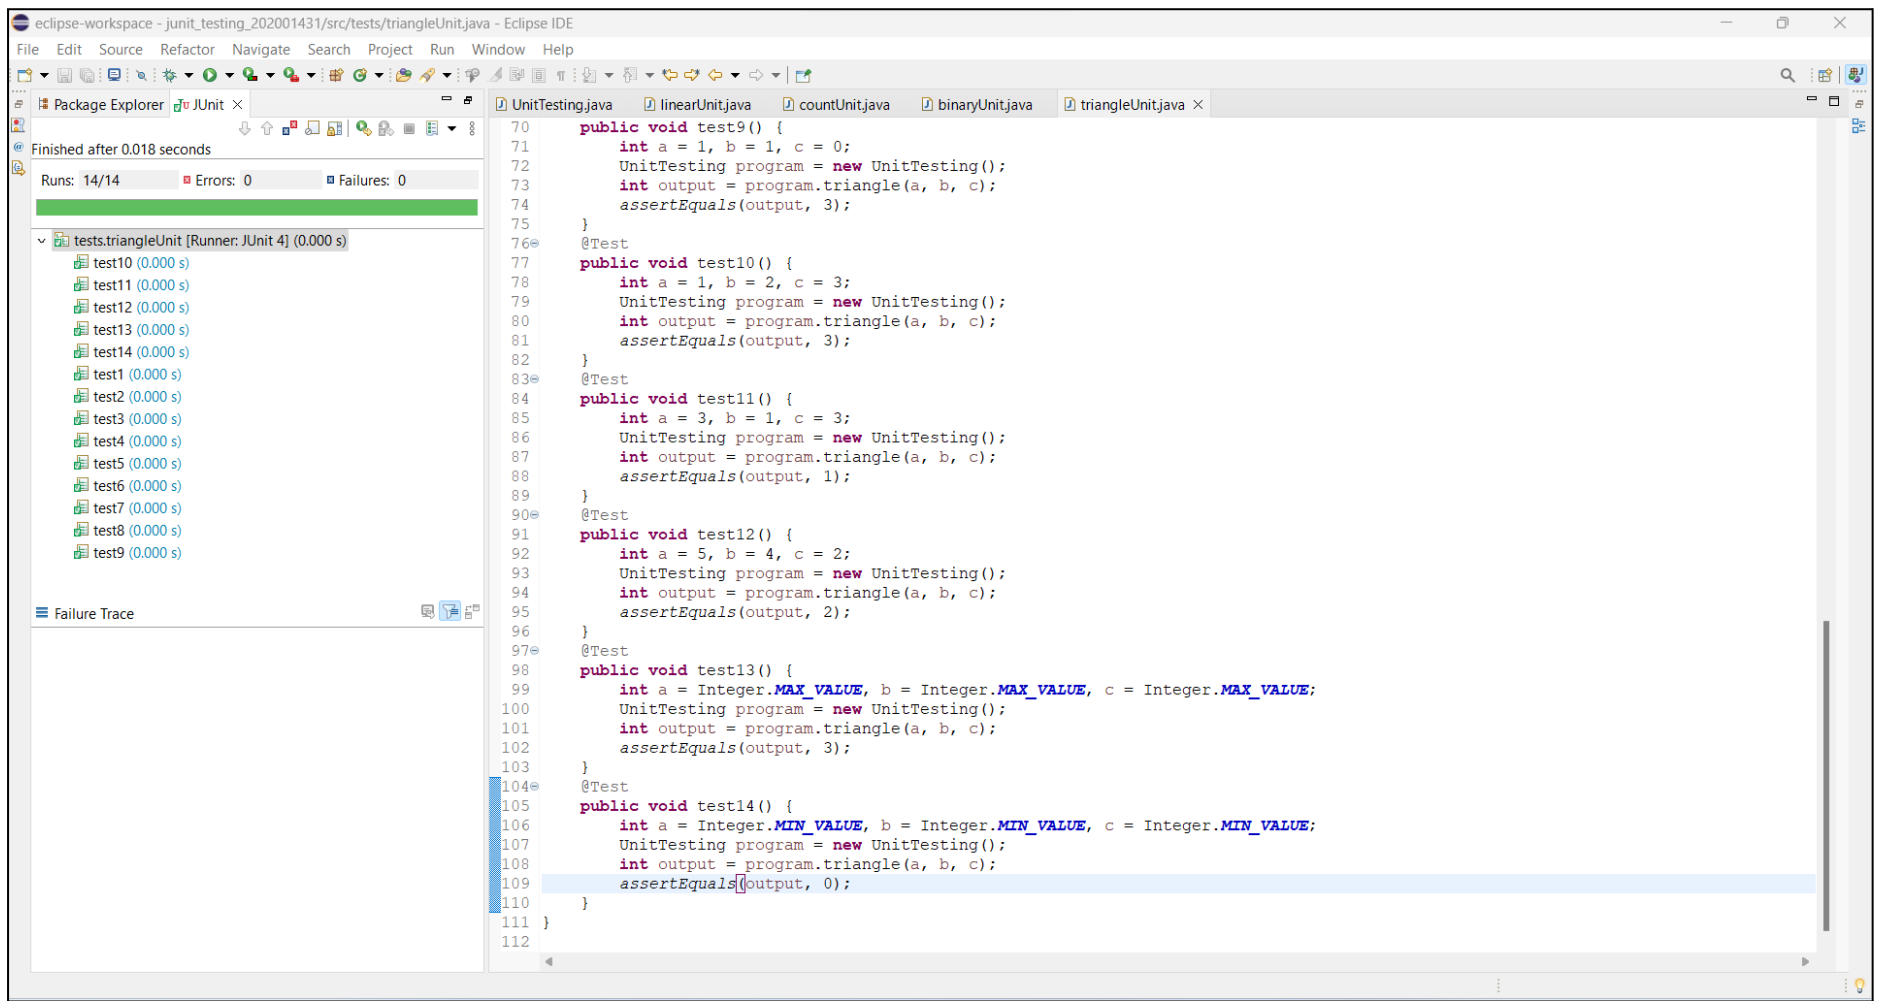 eclipse-workspace - junit_testing_202001431/src/tests/triangleUnit.java - Eclipse IDE
File Edit Source Refactor Navigate Search Project Run Window Help
Package Explorer JUnit
Finished after 0.018 seconds
Runs: 14/14 Errors: 0 Failures: 0
tests.triangleUnit [Runner: JUnit 4] (0.000 s)
test10 (0.000 s)
test11 (0.000 s)
test12 (0.000 s)
test13 (0.000 s)
test14 (0.000 s)
test1 (0.000 s)
test2 (0.000 s)
test3 (0.000 s)
test4 (0.000 s)
test5 (0.000 s)
test6 (0.000 s)
test7 (0.000 s)
test8 (0.000 s)
test9 (0.000 s)
Failure Trace
UnitTesting.java linearUnit.java countUnit.java binaryUnit.java triangleUnit.java
70 public void test9() {
71 int a = 1, b = 1, c = 0;
72 UnitTesting program = new UnitTesting();
73 int output = program.triangle(a, b, c);
74 assertEquals(output, 3);
75 }
76 @Test
77 public void test10() {
78 int a = 1, b = 2, c = 3;
79 UnitTesting program = new UnitTesting();
80 int output = program.triangle(a, b, c);
81 assertEquals(output, 3);
82 }
83 @Test
84 public void test11() {
85 int a = 3, b = 1, c = 3;
86 UnitTesting program = new UnitTesting();
87 int output = program.triangle(a, b, c);
88 assertEquals(output, 1);
89 }
90 @Test
91 public void test12() {
92 int a = 5, b = 4, c = 2;
93 UnitTesting program = new UnitTesting();
94 int output = program.triangle(a, b, c);
95 assertEquals(output, 2);
96 }
97 @Test
98 public void test13() {
99 int a = Integer.MAX_VALUE, b = Integer.MAX_VALUE, c = Integer.MAX_VALUE;
100 UnitTesting program = new UnitTesting();
101 int output = program.triangle(a, b, c);
102 assertEquals(output, 3);
103 }
104 @Test
105 public void test14() {
106 int a = Integer.MIN_VALUE, b = Integer.MIN_VALUE, c = Integer.MIN_VALUE;
107 UnitTesting program = new UnitTesting();
108 int output = program.triangle(a, b, c);
109 assertEquals(output, 0);
110 }
111 }
112